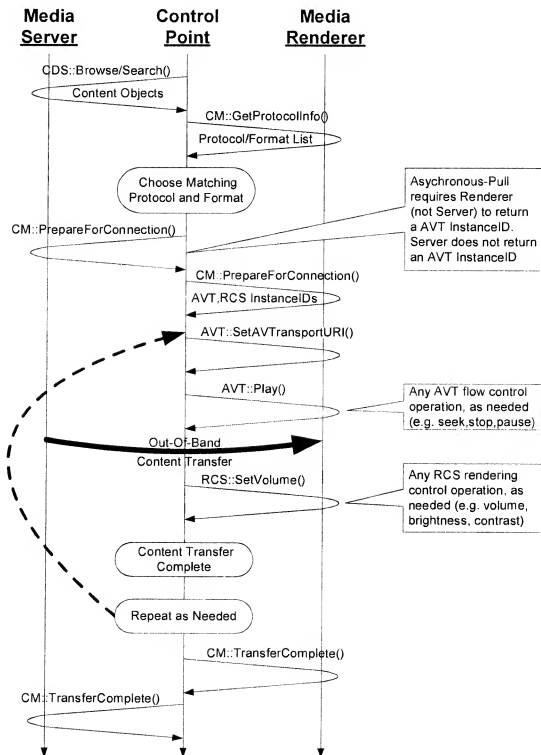 Media
Server
Control
Point
Media
Renderer
CDS::Browse/Search()
Content Objects
CM::GetProtocolInfo()
Protocol/Format List
Choose Matching
Protocol and Format
Asychronous-Pull
requires Renderer
(not Server) to return
a AVT InstanceID.
Server does not return
an AVT InstanceID
CM::PrepareForConnection()
CM::PrepareForConnection()
AVT,RCS InstanceIDs
AVT::SetAVTransportURI()
AVT::Play()
Any AVT flow control
operation, as needed
(e.g. seek,stop,pause)
Out-Of-Band
Content Transfer
RCS::SetVolume()
Any RCS rendering
control operation, as
needed (e.g. volume,
brightness, contrast)
Content Transfer
Complete
Repeat as Needed
CM::TransferComplete()
CM::TransferComplete()